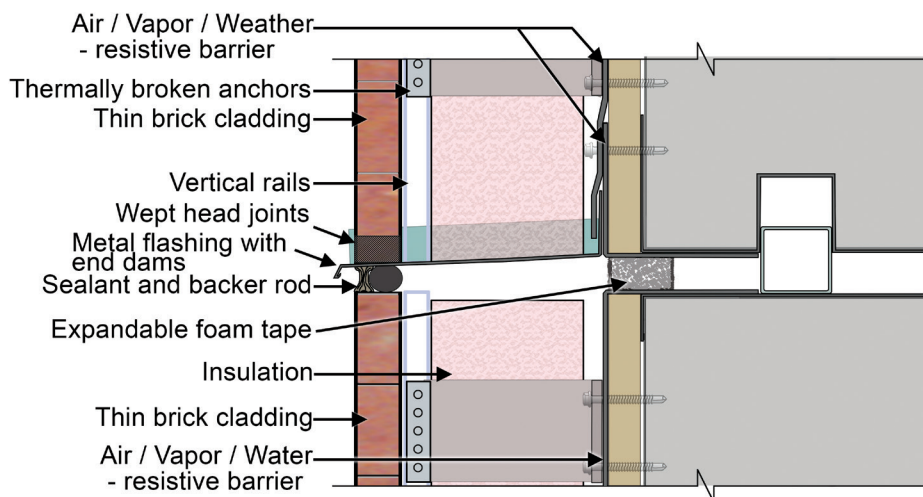 Air / Vapor / Weather
- resistive barrier
Thermally broken anchors
Thin brick cladding
Vertical rails
Wept head joints
Metal flashing with
end dams
Sealant and backer rod
Expandable foam tape
Insulation
Thin brick cladding
Air / Vapor / Water
- resistive barrier